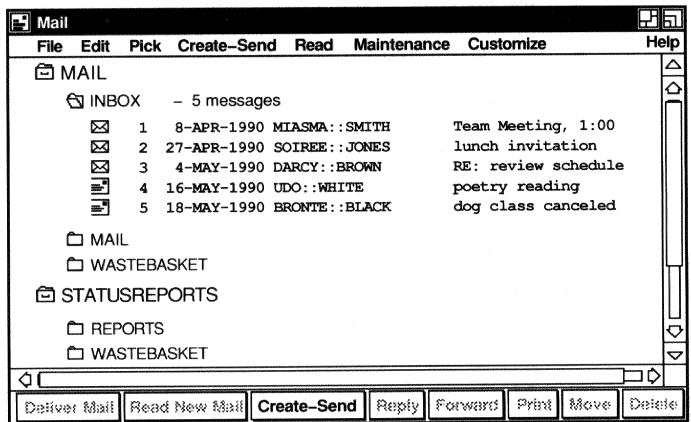 Mail
File Edit Pick Create–Send Read Maintenance Customize Help
MAIL
INBOX – 5 messages
1 8-APR-1990 MIASMA::SMITH Team Meeting, 1:00
2 27-APR-1990 SOIREE::JONES lunch invitation
3 4-MAY-1990 DARCY::BROWN RE: review schedule
4 16-MAY-1990 UDO::WHITE poetry reading
5 18-MAY-1990 BRONTE::BLACK dog class canceled
MAIL
WASTEBASKET
STATUSREPORTS
REPORTS
WASTEBASKET
Deliver Mail Read New Mail Create–Send Reply Forward Print Move Delete